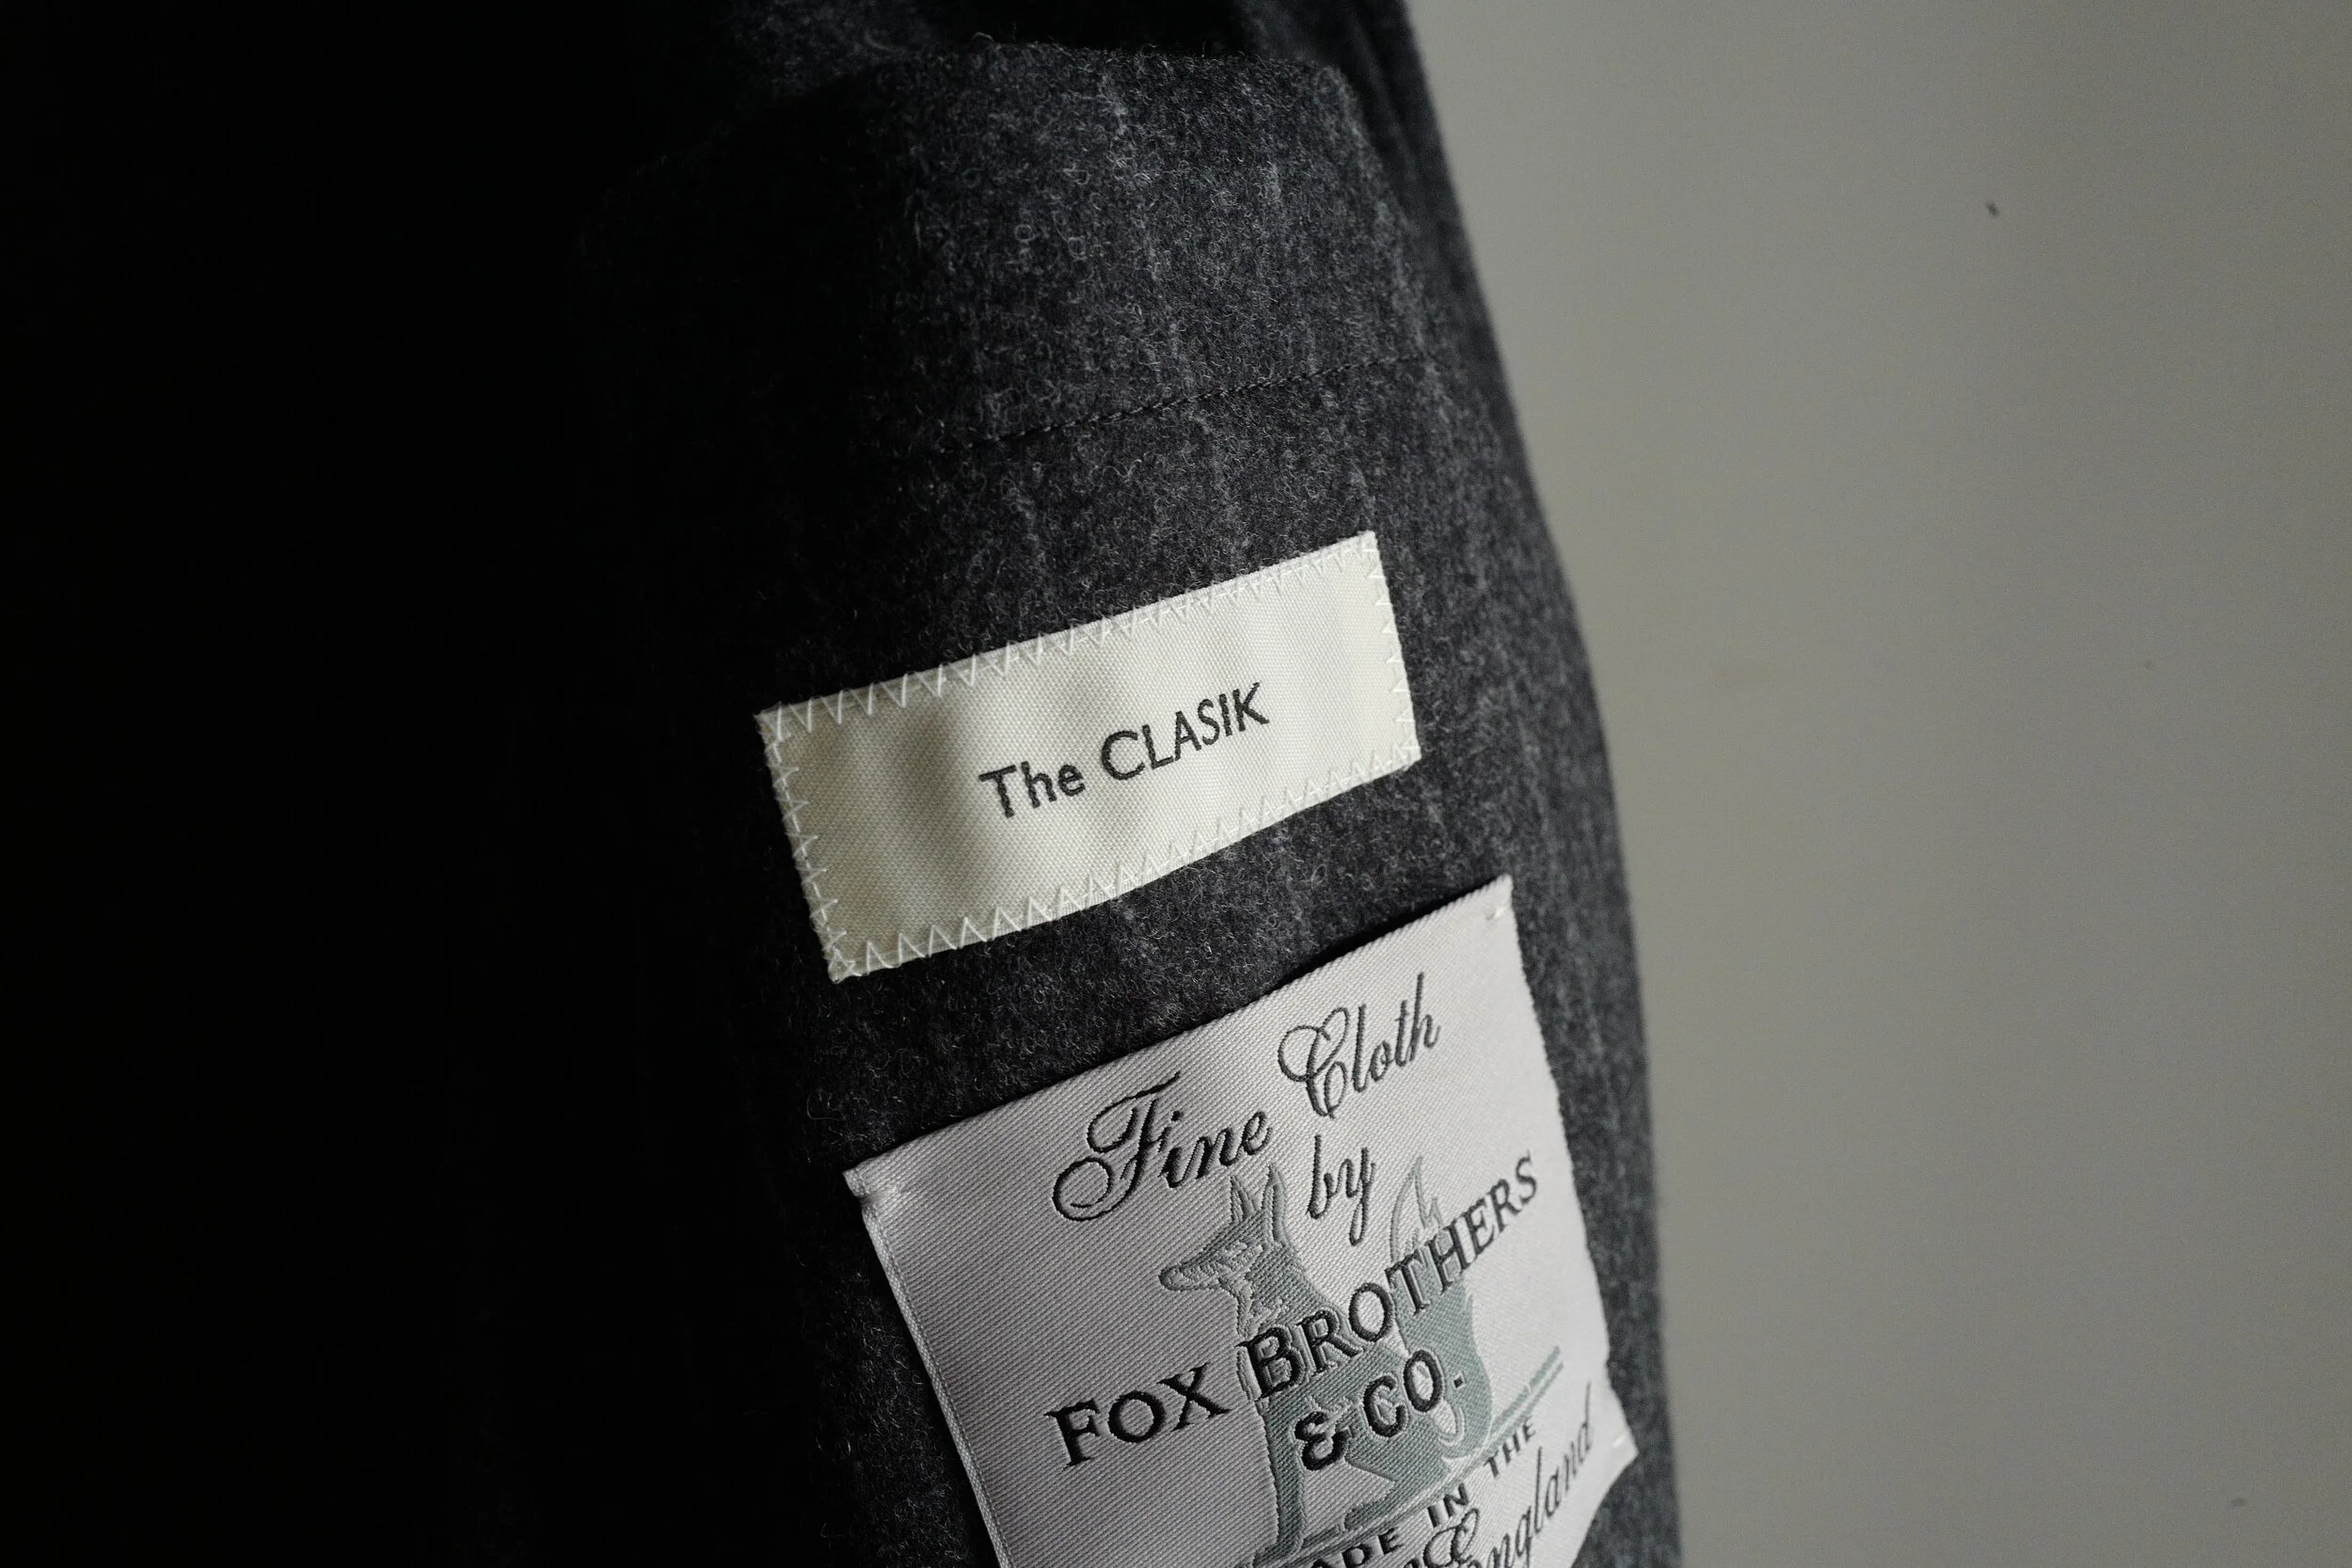 The CLASIK
Fine Cloth
by
FOX BROTHERS
& CO.
MADE IN THE
England